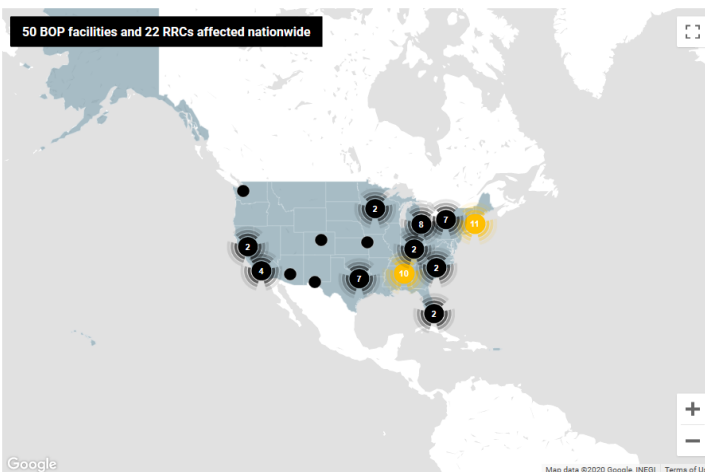 50 BOP facilities and 22 RRCs affected nationwide
2
8
7
11
2
2
4
7
10
2
2
Google
Map data ©2020 Google, INEGI
Terms of U